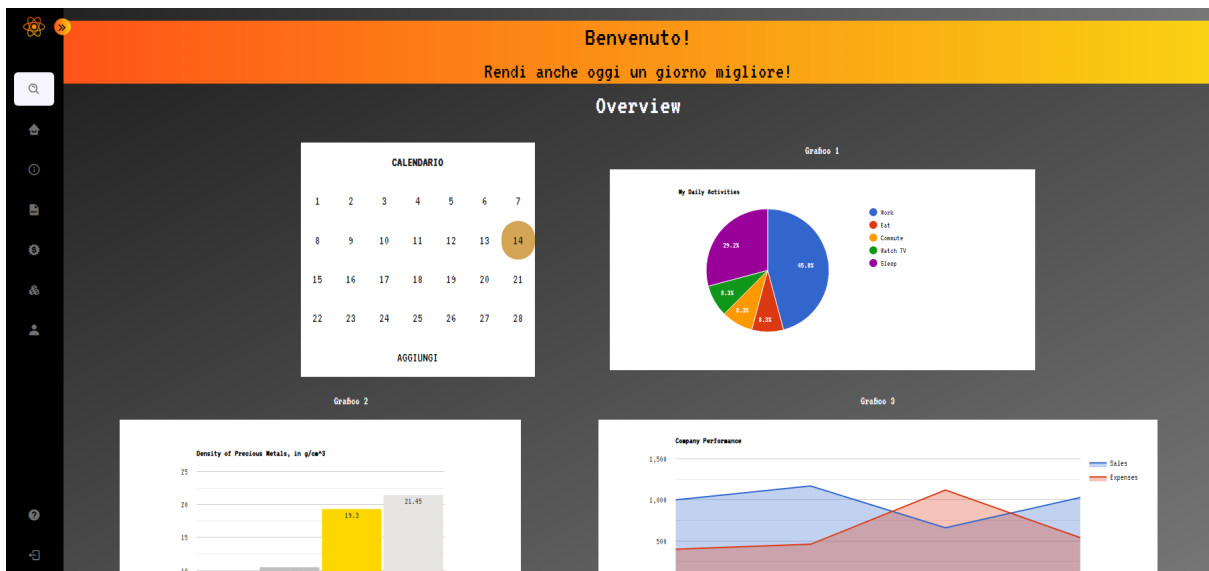 Benvenuto!
Rendi anche oggi un giorno migliore!
Overview
CALENDARIO
1 2 3 4 5 6 7
8 9 10 11 12 13 14
15 16 17 18 19 20 21
22 23 24 25 26 27 28
AGGIUNGI
Grafico 1
My Daily Activities
29.2%
45.8%
8.3%
8.3%
8.3%
Work
Eat
Commute
Watch TV
Sleep
Grafico 2
Density of Precious Metals, in g/cm^3
25
20
15
10
19.3
21.45
Grafico 3
Company Performance
1,500
1,000
500
Sales
Expenses